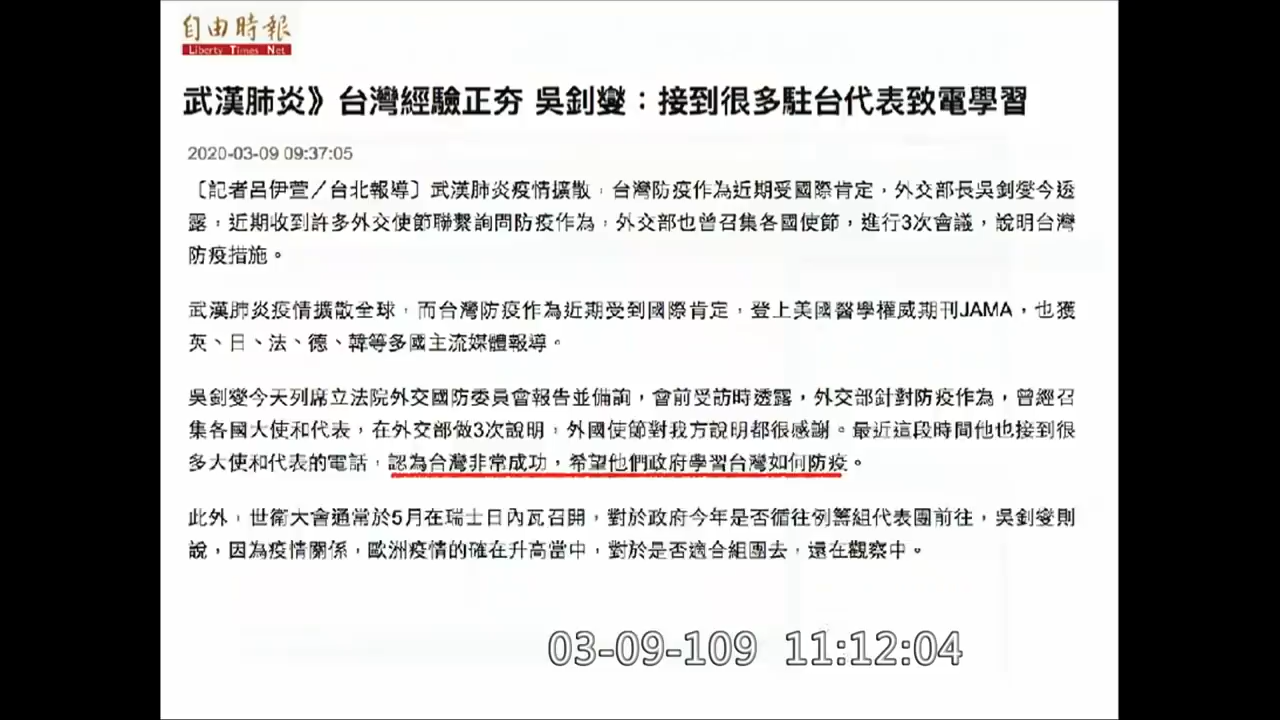 自由時報
Liberty Times Net
武漢肺炎》台灣經驗正夯 吳釗燮：接到很多駐台代表致電學習
2020-03-09 09:37:05
〔記者呂伊萱／台北報導〕武漢肺炎疫情擴散，台灣防疫作為近期受國際肯定，外交部長吳釗燮今透
露，近期收到許多外交使節聯繫詢問防疫作為，外交部也曾召集各國使節，進行3次會議，說明台灣
防疫措施。
武漢肺炎疫情擴散全球，而台灣防疫作為近期受到國際肯定，登上美國醫學權威期刊JAMA，也獲
英、日、法、德、韓等多國主流媒體報導。
吳釗燮今天列席立法院外交國防委員會報告並備詢，會前受訪時透露，外交部針對防疫作為，曾經召
集各國大使和代表，在外交部做3次說明，外國使節對我方說明都很感謝。最近這段時間他也接到很
多大使和代表的電話，認為台灣非常成功，希望他們政府學習台灣如何防疫。
此外，世衛大會通常於5月在瑞士日內瓦召開，對於政府今年是否循往例籌組代表團前往，吳釗燮則
說，因為疫情關係，歐洲疫情的確在升高當中，對於是否適合組團去，還在觀察中。
03-09-109 11:12:04